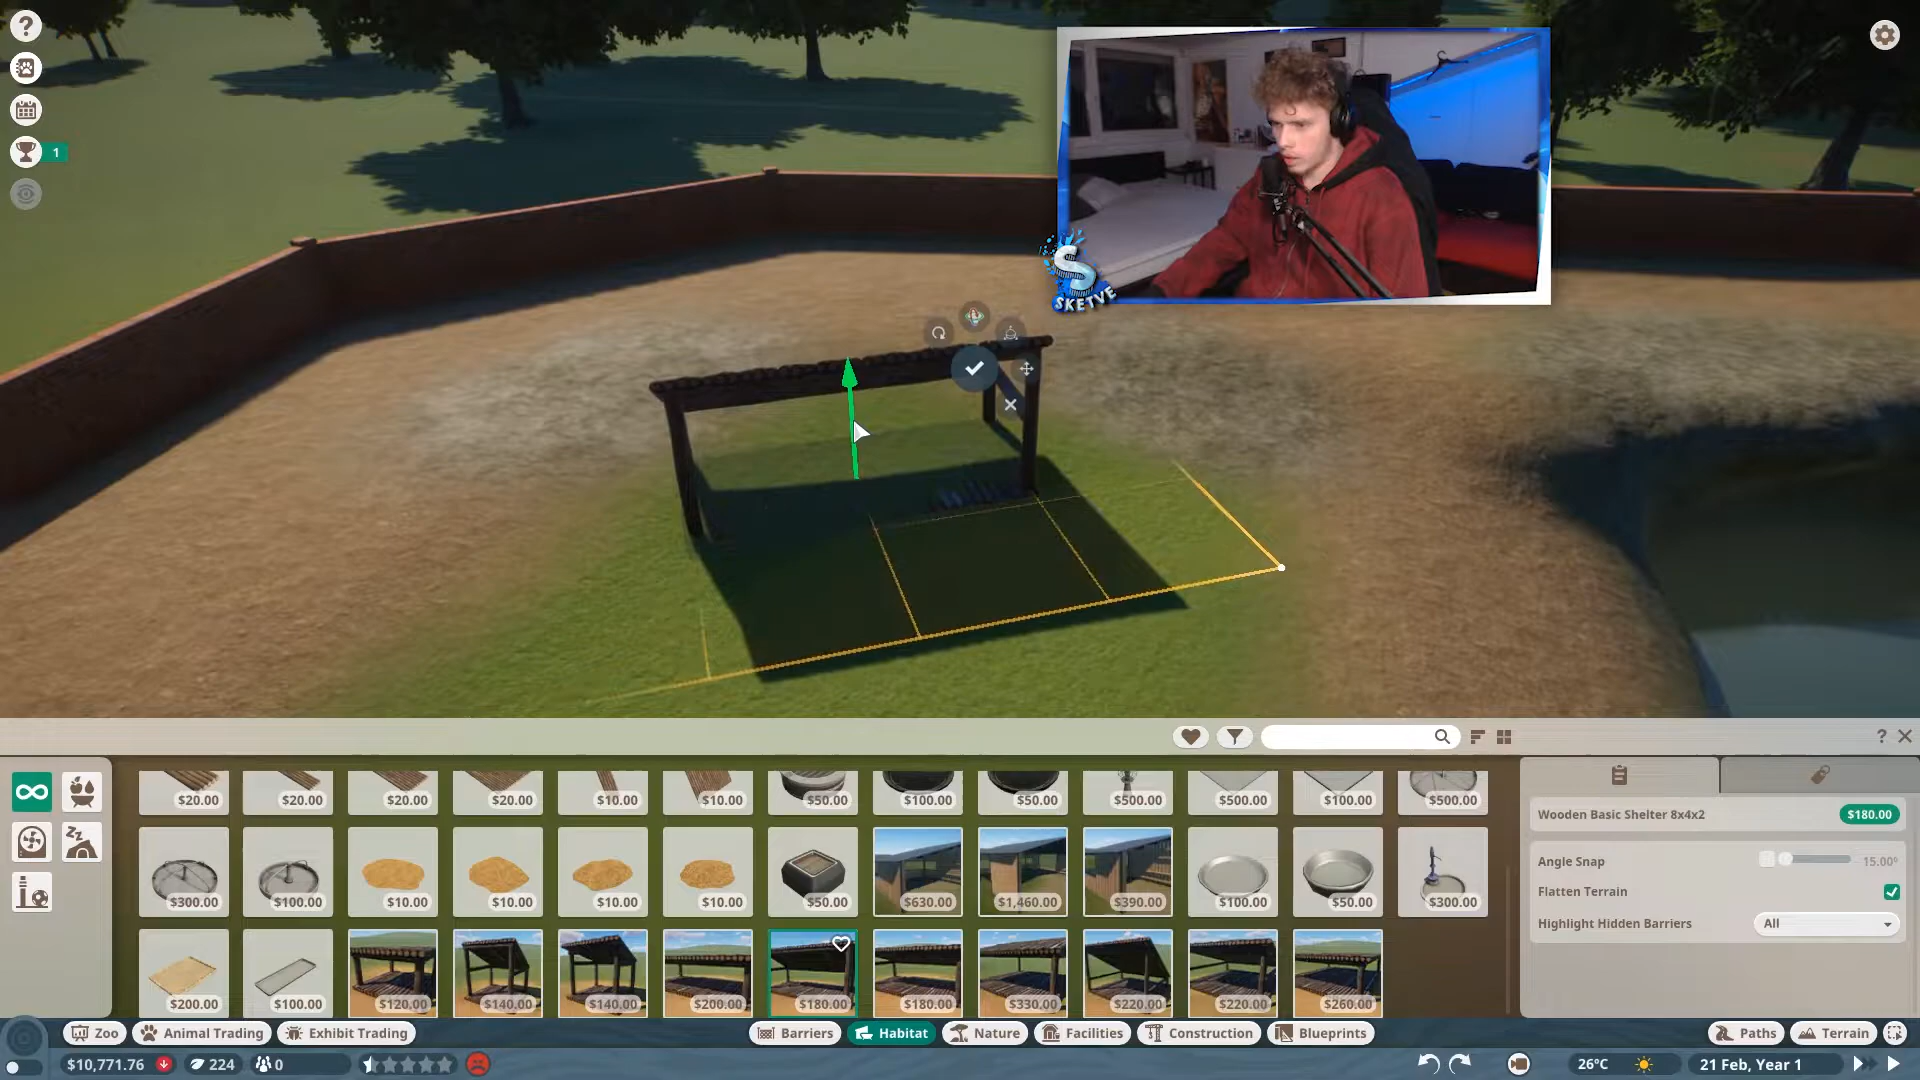 ?
1
S
SKETVE
? ×
$20.00 $20.00 $20.00 $20.00 $10.00 $10.00 $50.00 $100.00 $50.00 $500.00 $500.00 $100.00 $500.00
Wooden Basic Shelter 8x4x2 $180.00
$300.00 $100.00 $10.00 $10.00 $10.00 $10.00 $50.00 $630.00 $1,460.00 $390.00 $100.00 $50.00 $300.00
Angle Snap 15.00°
Flatten Terrain
Highlight Hidden Barriers All
$200.00 $100.00 $120.00 $140.00 $140.00 $200.00 $180.00 $180.00 $330.00 $220.00 $220.00 $260.00
Zoo Animal Trading Exhibit Trading Barriers Habitat Nature Facilities Construction Blueprints Paths Terrain
$10,771.76 224 0 26°C 21 Feb, Year 1